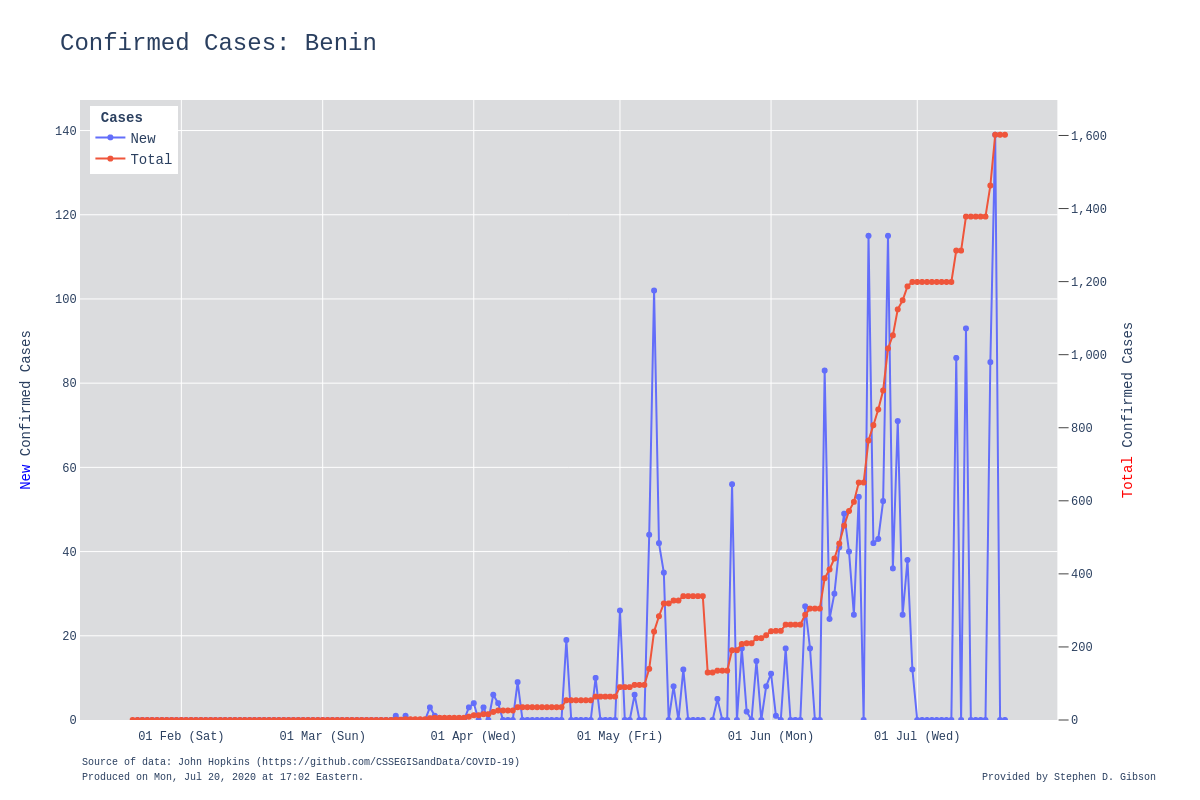 Confirmed Cases: Benin
Cases
New
Total
140
120
100
80
60
40
20
0
1,600
1,400
1,200
1,000
800
600
400
200
0
New Confirmed Cases
Total Confirmed Cases
01 Feb (Sat)
01 Mar (Sun)
01 Apr (Wed)
01 May (Fri)
01 Jun (Mon)
01 Jul (Wed)
Source of data: John Hopkins (https://github.com/CSSEGISandData/COVID-19)
Produced on Mon, Jul 20, 2020 at 17:02 Eastern.
Provided by Stephen D. Gibson